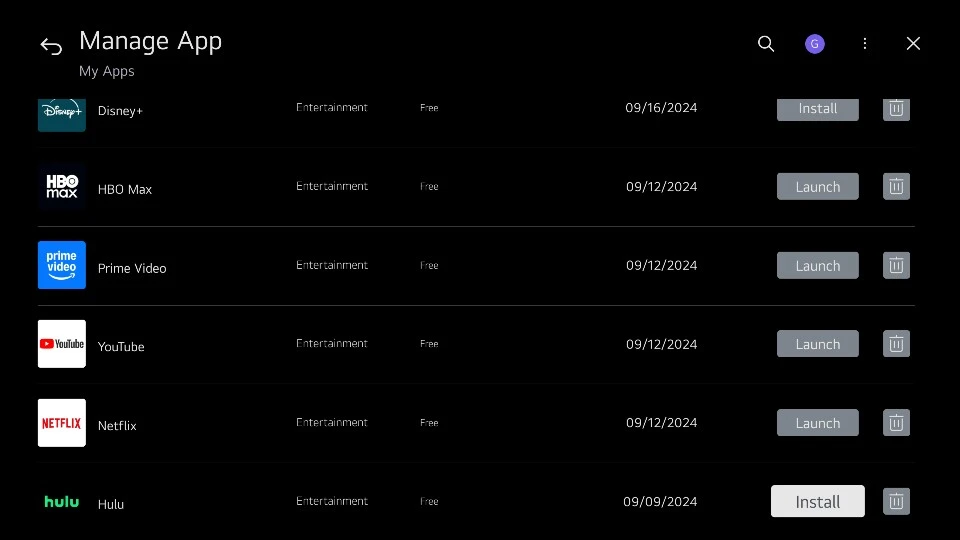 Manage App
G
My Apps
Disney+ Disney+ Entertainment Free 09/16/2024 Install
HBO max HBO Max Entertainment Free 09/12/2024 Launch
prime video Prime Video Entertainment Free 09/12/2024 Launch
YouTube YouTube Entertainment Free 09/12/2024 Launch
NETFLIX Netflix Entertainment Free 09/12/2024 Launch
hulu Hulu Entertainment Free 09/09/2024 Install